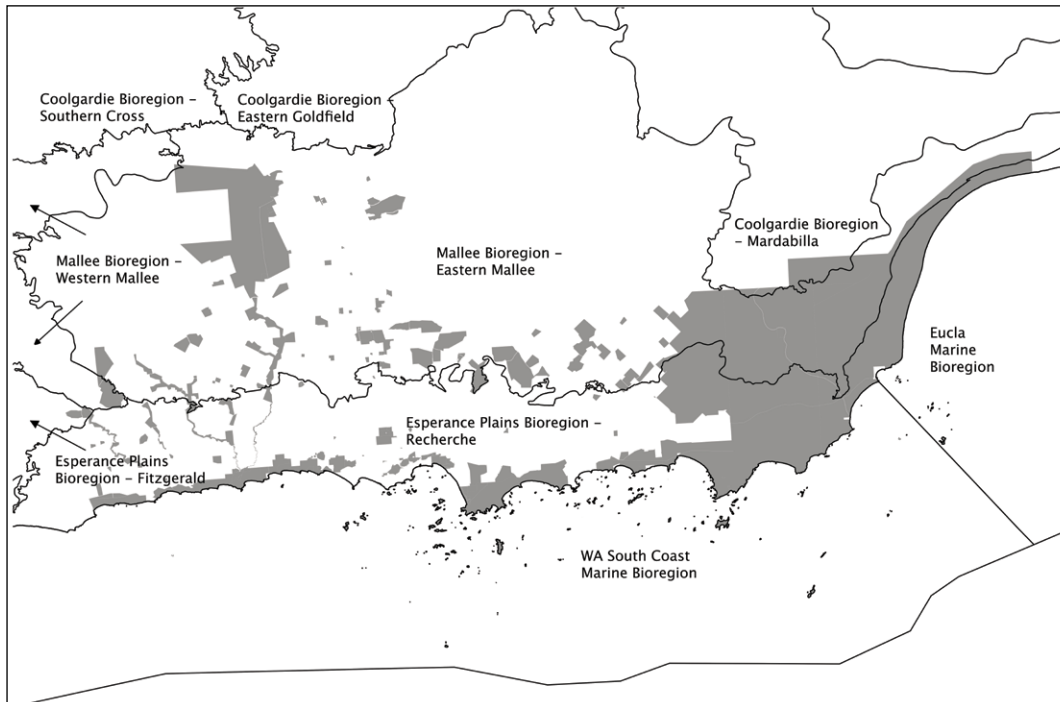 Coolgardie Bioregion –
Southern Cross
Coolgardie Bioregion –
Eastern Goldfield
Coolgardie Bioregion
– Mardabilla
Mallee Bioregion –
Western Mallee
Mallee Bioregion –
Eastern Mallee
Eucla
Marine
Bioregion
Esperance Plains Bioregion –
Recherche
Esperance Plains
Bioregion – Fitzgerald
WA South Coast
Marine Bioregion